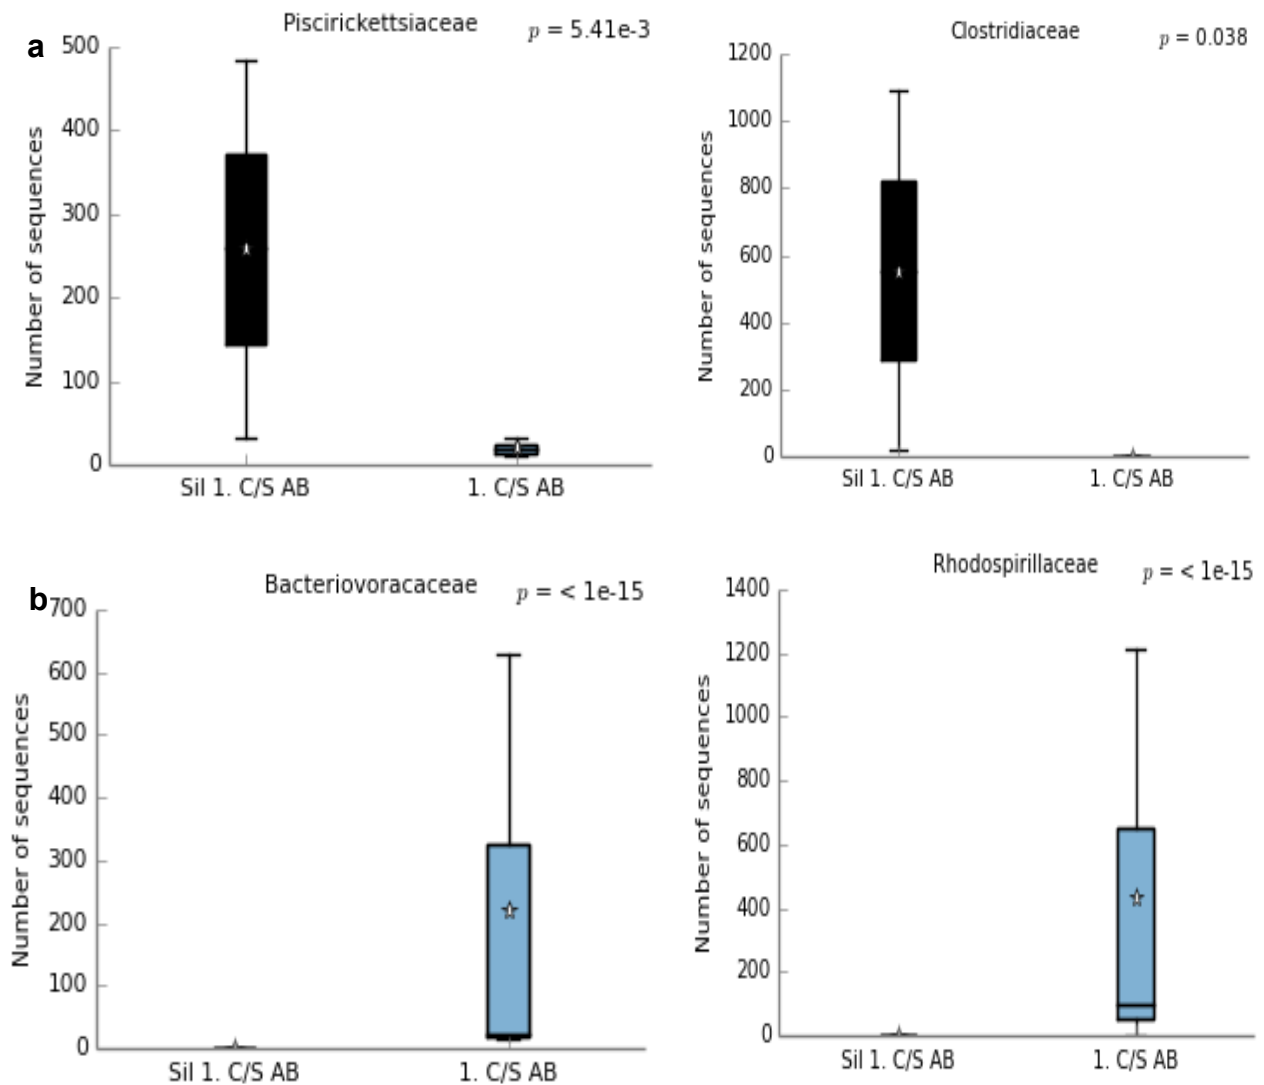 a
Piscirickettsiaceae
p = 5.41e-3
Number of sequences
500
400
300
200
100
0
Sil 1. C/S AB
1. C/S AB
Clostridiaceae
p = 0.038
Number of sequences
1200
1000
800
600
400
200
0
Sil 1. C/S AB
1. C/S AB
b
Bacteriovoracaceae
p = < 1e-15
Number of sequences
700
600
500
400
300
200
100
0
Sil 1. C/S AB
1. C/S AB
Rhodospirillaceae
p = < 1e-15
Number of sequences
1400
1200
1000
800
600
400
200
0
Sil 1. C/S AB
1. C/S AB